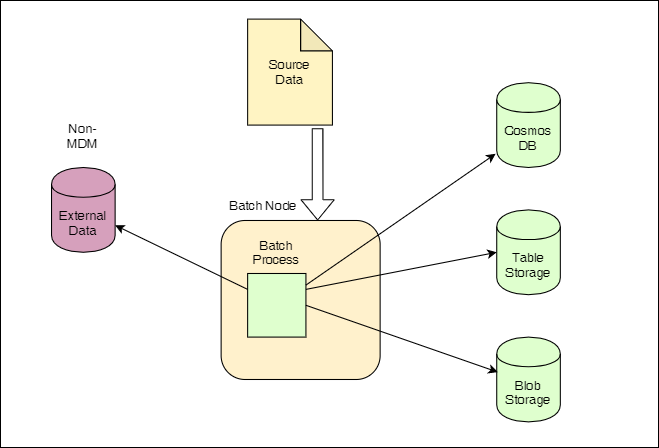 Source
Data
Cosmos
DB
Non-
MDM
External
Data
Batch Node
Batch
Process
Table
Storage
Blob
Storage